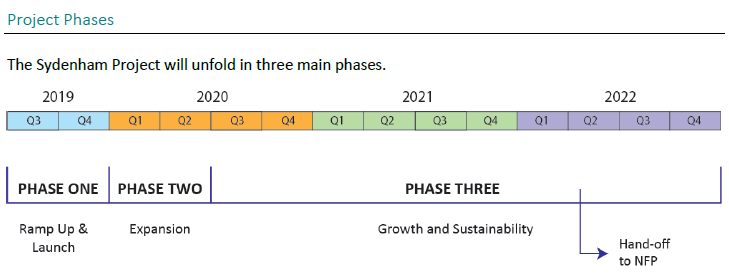 Project Phases
The Sydenham Project will unfold in three main phases.
2019 2020 2021 2022
Q3 Q4 Q1 Q2 Q3 Q4 Q1 Q2 Q3 Q4 Q1 Q2 Q3 Q4
PHASE ONE PHASE TWO PHASE THREE
Ramp Up & Expansion Growth and Sustainability
Launch
Hand-off
to NFP